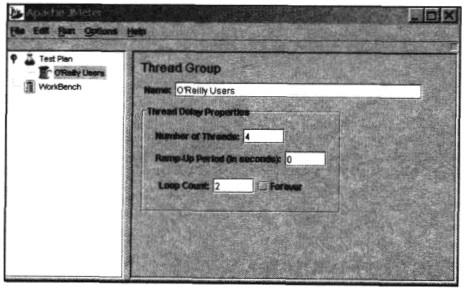 Apache JMeter
File Edit Run Options Help
Test Plan
O'Reilly Users
WorkBench
Thread Group
Name: O'Reilly Users
Thread Delay Properties
Number of Threads: 4
Ramp-Up Period (in seconds): 0
Loop Count: 2 Forever